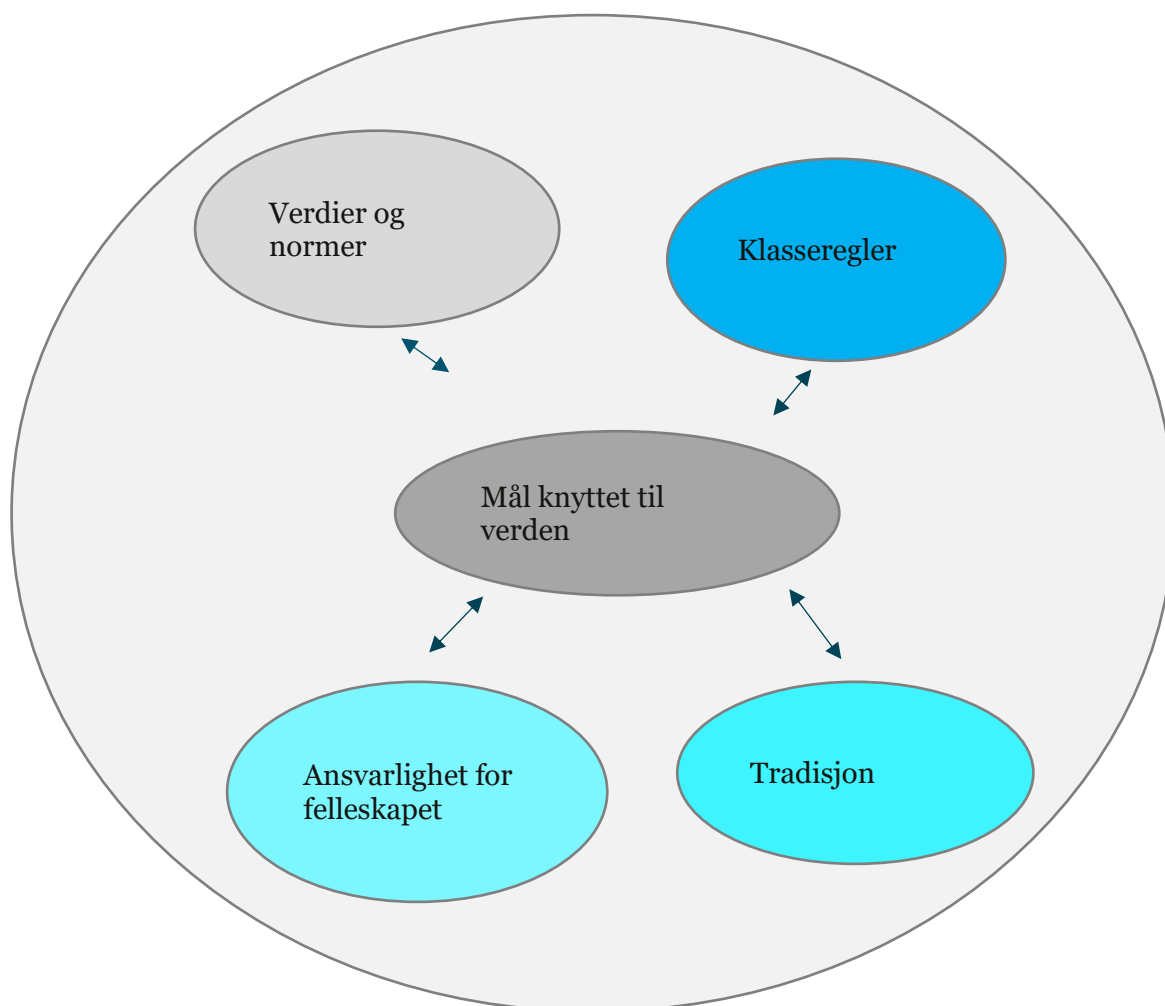 Verdier og
normer
Klasseregler
Mål knyttet til
verden
Ansvarlighet for
felleskapet
Tradisjon